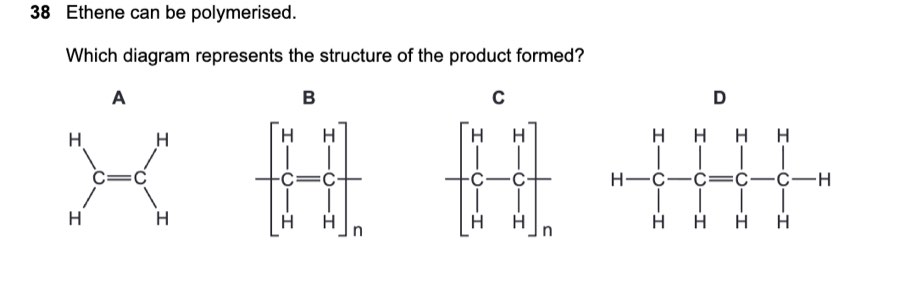 38 Ethene can be polymerised.
Which diagram represents the structure of the product formed?
A B C D
H H H H H H H H H H
C=C C=C C-C H-C-C=C-C-H
H H H H n H H n H H H H